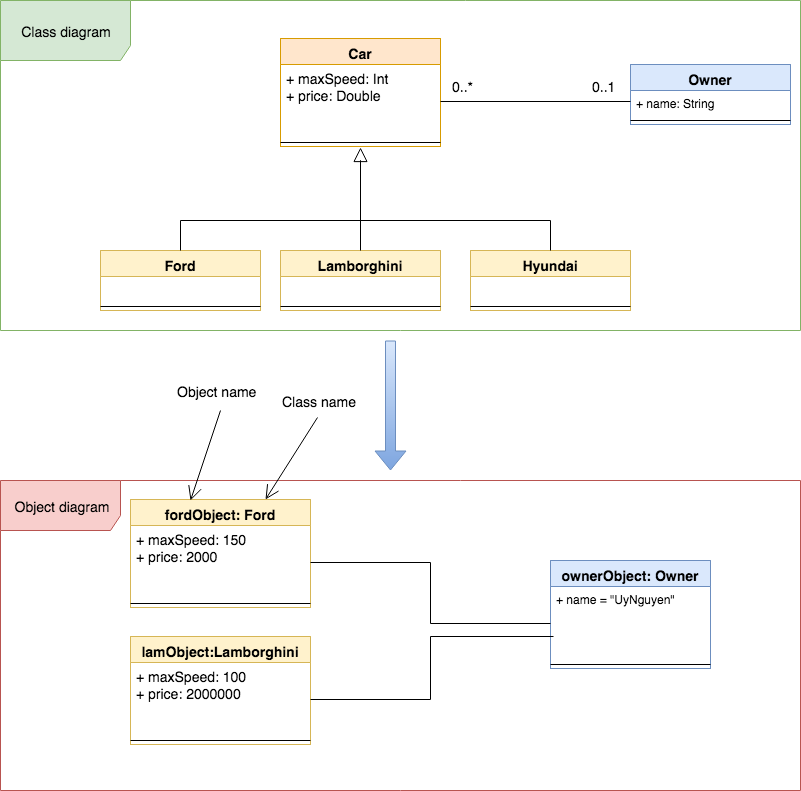 Class diagram
Car
+ maxSpeed: Int
+ price: Double
0..*
0..1
Owner
+ name: String
Ford
Lamborghini
Hyundai
Object name
Class name
Object diagram
fordObject: Ford
+ maxSpeed: 150
+ price: 2000
ownerObject: Owner
+ name = "UyNguyen"
lamObject:Lamborghini
+ maxSpeed: 100
+ price: 2000000